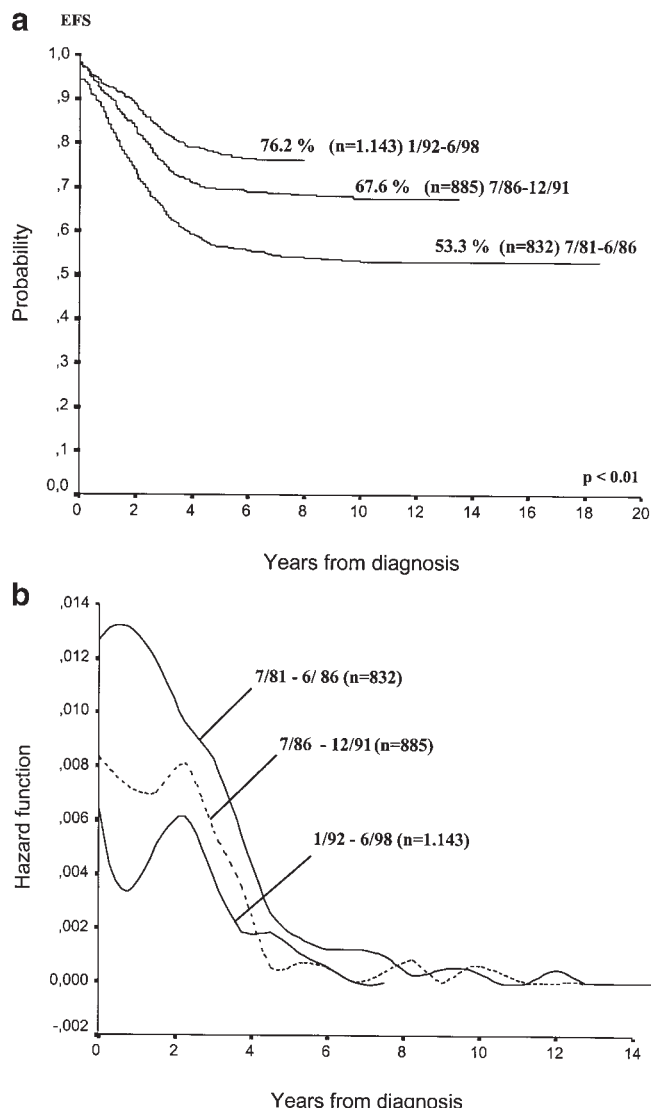 a
EFS
1,0
,9
,8
,7
,6
,5
,4
,3
,2
,1
0,0
Probability
76.2 % (n=1.143) 1/92-6/98
67.6 % (n=885) 7/86-12/91
53.3 % (n=832) 7/81-6/86
p < 0.01
0 2 4 6 8 10 12 14 16 18 20
Years from diagnosis
b
,014
,012
,010
,008
,006
,004
,002
0,000
-,002
Hazard function
7/81 - 6/ 86 (n=832)
7/86 - 12/91 (n=885)
1/92 - 6/98 (n=1.143)
0 2 4 6 8 10 12 14
Years from diagnosis